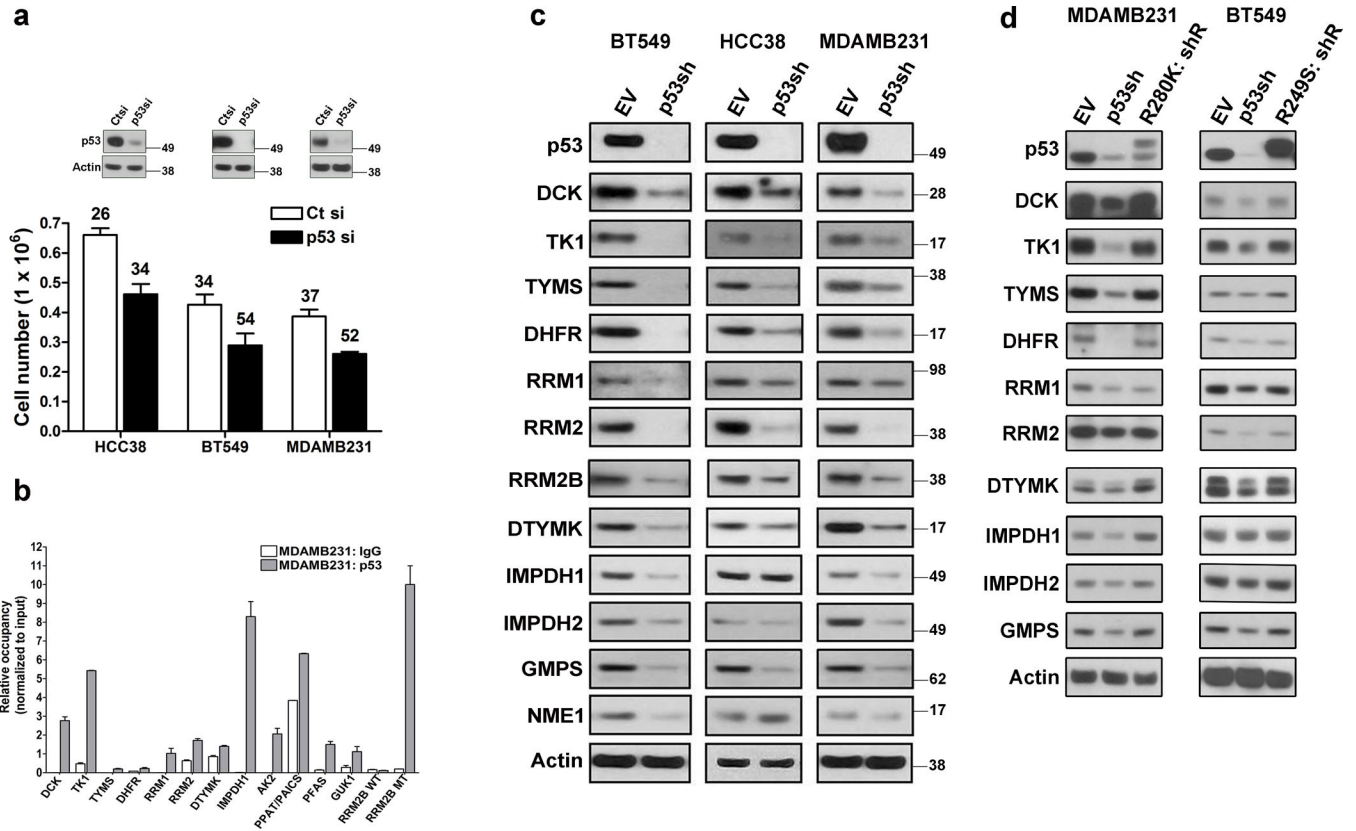 a
Ctsi p53si Ctsi p53si Ctsi p53si
p53 49 49 49
Actin 38 38 38
Ct si
p53 si
Cell number (1 x 10⁶)
0.7
0.6
0.5
0.4
0.3
0.2
0.1
0.0
26 34 34 54 37 52
HCC38 BT549 MDAMB231
b
MDAMB231: IgG
MDAMB231: p53
Relative occupancy
(normalized to input)
12
11
10
9
8
7
6
5
4
3
2
1
0
DCK TK1 TYMS DHFR RRM1 RRM2 DTYMK IMPDH1 AK2 PPAT/PAICS PFAS GUK1 RRM2B WT RRM2B MT
c
BT549 HCC38 MDAMB231
EV p53sh EV p53sh EV p53sh
p53 49
DCK 28
TK1 17
TYMS 38
DHFR 17
RRM1 98
RRM2 38
RRM2B 38
DTYMK 17
IMPDH1 49
IMPDH2 49
GMPS 62
NME1 17
Actin 38
d
MDAMB231 BT549
EV p53sh R280K: shR EV p53sh R249S: shR
p53
DCK
TK1
TYMS
DHFR
RRM1
RRM2
DTYMK
IMPDH1
IMPDH2
GMPS
Actin